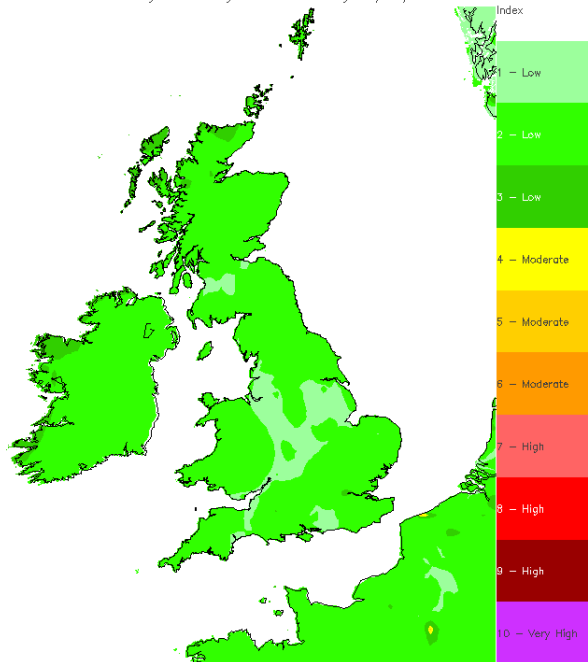 Index
1 - Low
2 - Low
3 - Low
4 - Moderate
5 - Moderate
6 - Moderate
7 - High
8 - High
9 - High
10 - Very High